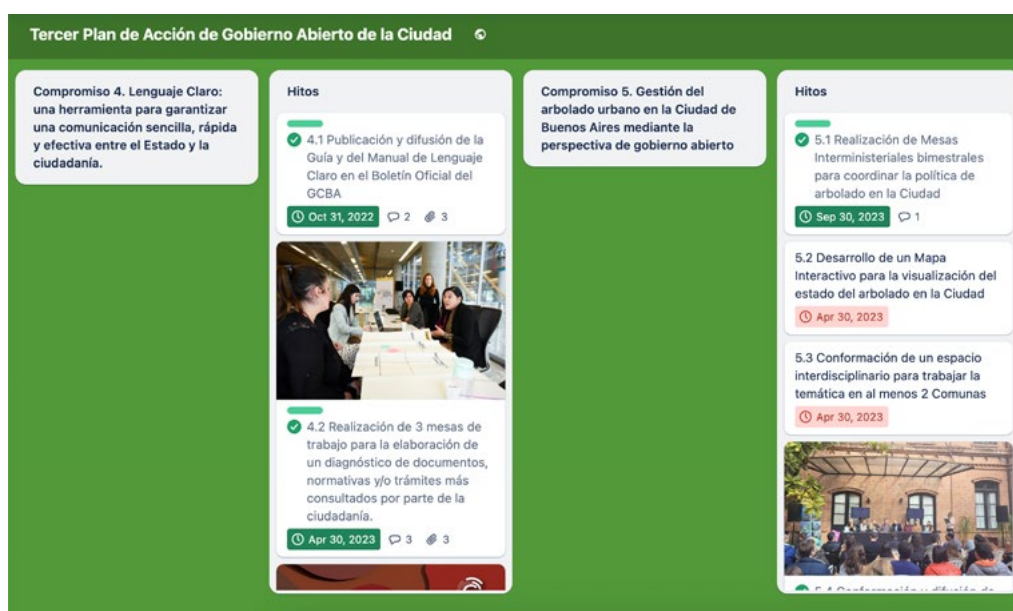 Tercer Plan de Acción de Gobierno Abierto de la Ciudad
Compromiso 4. Lenguaje Claro:
una herramienta para garantizar
una comunicación sencilla, rápida
y efectiva entre el Estado y la
ciudadanía.
Hitos
4.1 Publicación y difusión de la
Guía y del Manual de Lenguaje
Claro en el Boletín Oficial del
GCBA
Oct 31, 2022 2 3
4.2 Realización de 3 mesas de
trabajo para la elaboración de
un diagnóstico de documentos,
normativas y/o trámites más
consultados por parte de la
ciudadanía.
Apr 30, 2023 3 3
Compromiso 5. Gestión del
arbolado urbano en la Ciudad de
Buenos Aires mediante la
perspectiva de gobierno abierto
Hitos
5.1 Realización de Mesas
Interministeriales bimestrales
para coordinar la política de
arbolado en la Ciudad
Sep 30, 2023 1
5.2 Desarrollo de un Mapa
Interactivo para la visualización del
estado del arbolado en la Ciudad
Apr 30, 2023
5.3 Conformación de un espacio
interdisciplinario para trabajar la
temática en al menos 2 Comunas
Apr 30, 2023
5.4 Conformación y difusión de